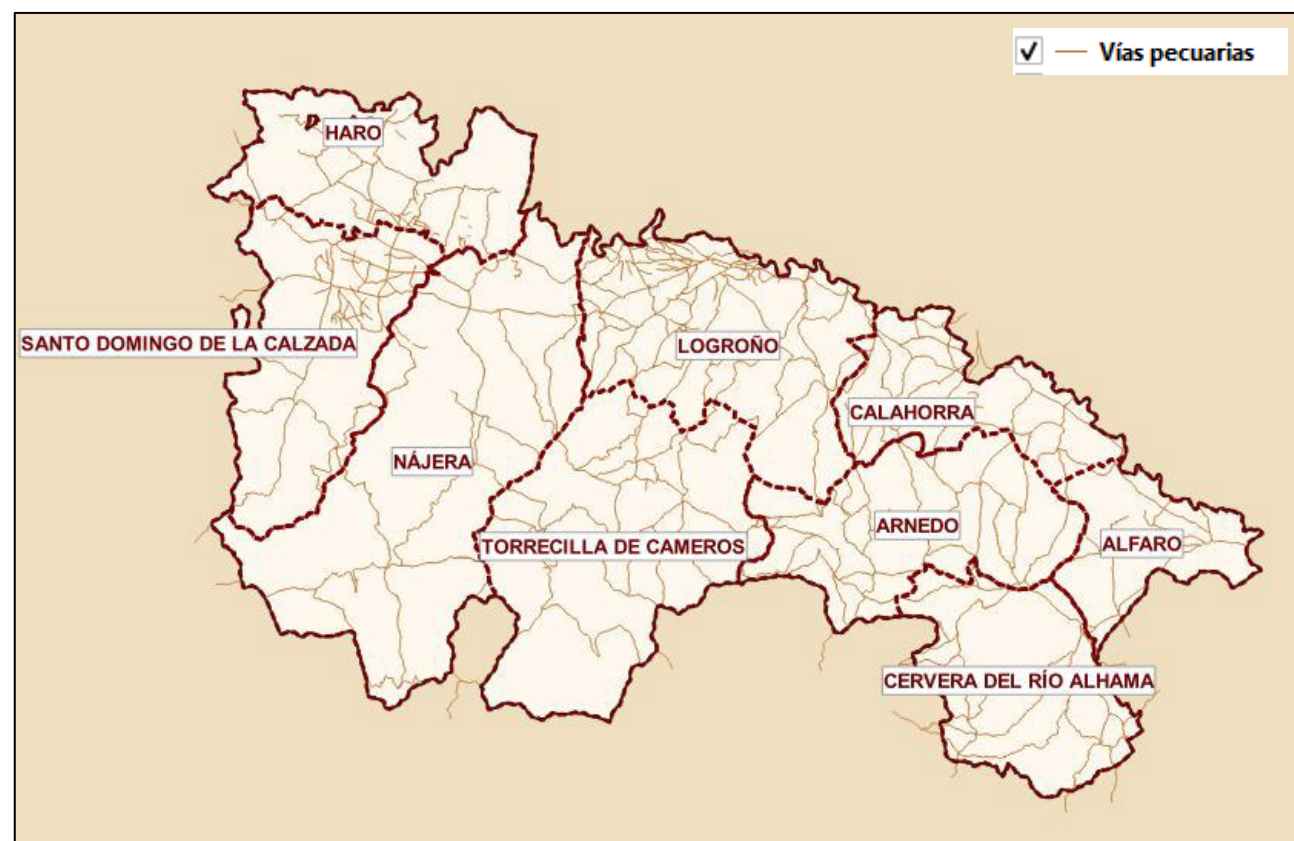 Vías pecuarias
HARO
SANTO DOMINGO DE LA CALZADA
LOGROÑO
CALAHORRA
NÁJERA
ARNEDO
TORRECILLA DE CAMEROS
ALFARO
CERVERA DEL RÍO ALHAMA